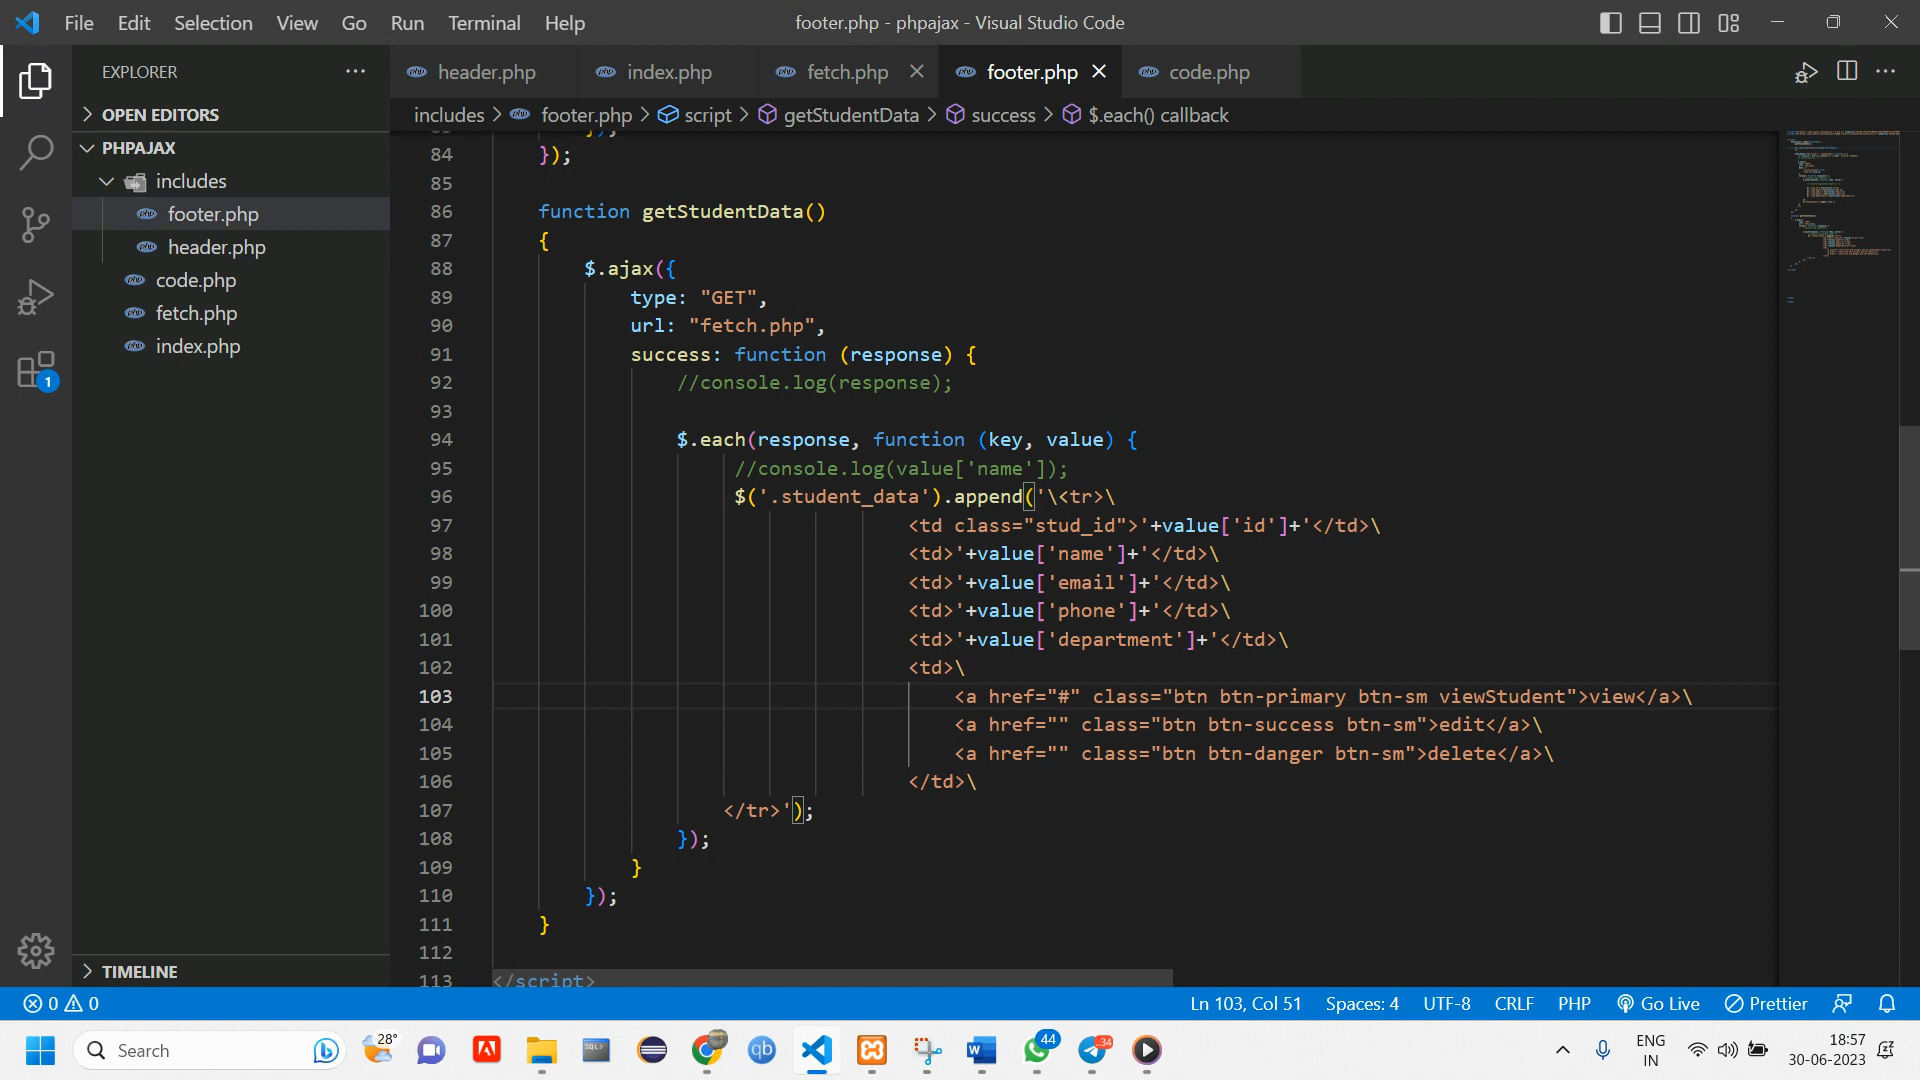 File Edit Selection View Go Run Terminal Help
footer.php - phpajax - Visual Studio Code
EXPLORER
OPEN EDITORS
PHPAJAX
includes
footer.php
header.php
code.php
fetch.php
index.php
TIMELINE
header.php index.php fetch.php footer.php code.php
includes > footer.php > script > getStudentData > success > $.each() callback
84 });
85
86 function getStudentData()
87 {
88 $.ajax({
89 type: "GET",
90 url: "fetch.php",
91 success: function (response) {
92 //console.log(response);
93
94 $.each(response, function (key, value) {
95 //console.log(value['name']);
96 $('.student_data').append('\<tr>\
97 <td class="stud_id">'+value['id']+'</td>\
98 <td>'+value['name']+'</td>\
99 <td>'+value['email']+'</td>\
100 <td>'+value['phone']+'</td>\
101 <td>'+value['department']+'</td>\
102 <td>\
103 <a href="#" class="btn btn-primary btn-sm viewStudent">view</a>\
104 <a href="" class="btn btn-success btn-sm">edit</a>\
105 <a href="" class="btn btn-danger btn-sm">delete</a>\
106 </td>\
107 </tr>');
108 });
109 }
110 });
111 }
112
113 </script>
1
0 0
Ln 103, Col 51 Spaces: 4 UTF-8 CRLF PHP Go Live Prettier
Search
28°
SQL>
qb
44
34
ENG
IN
18:57
30-06-2023